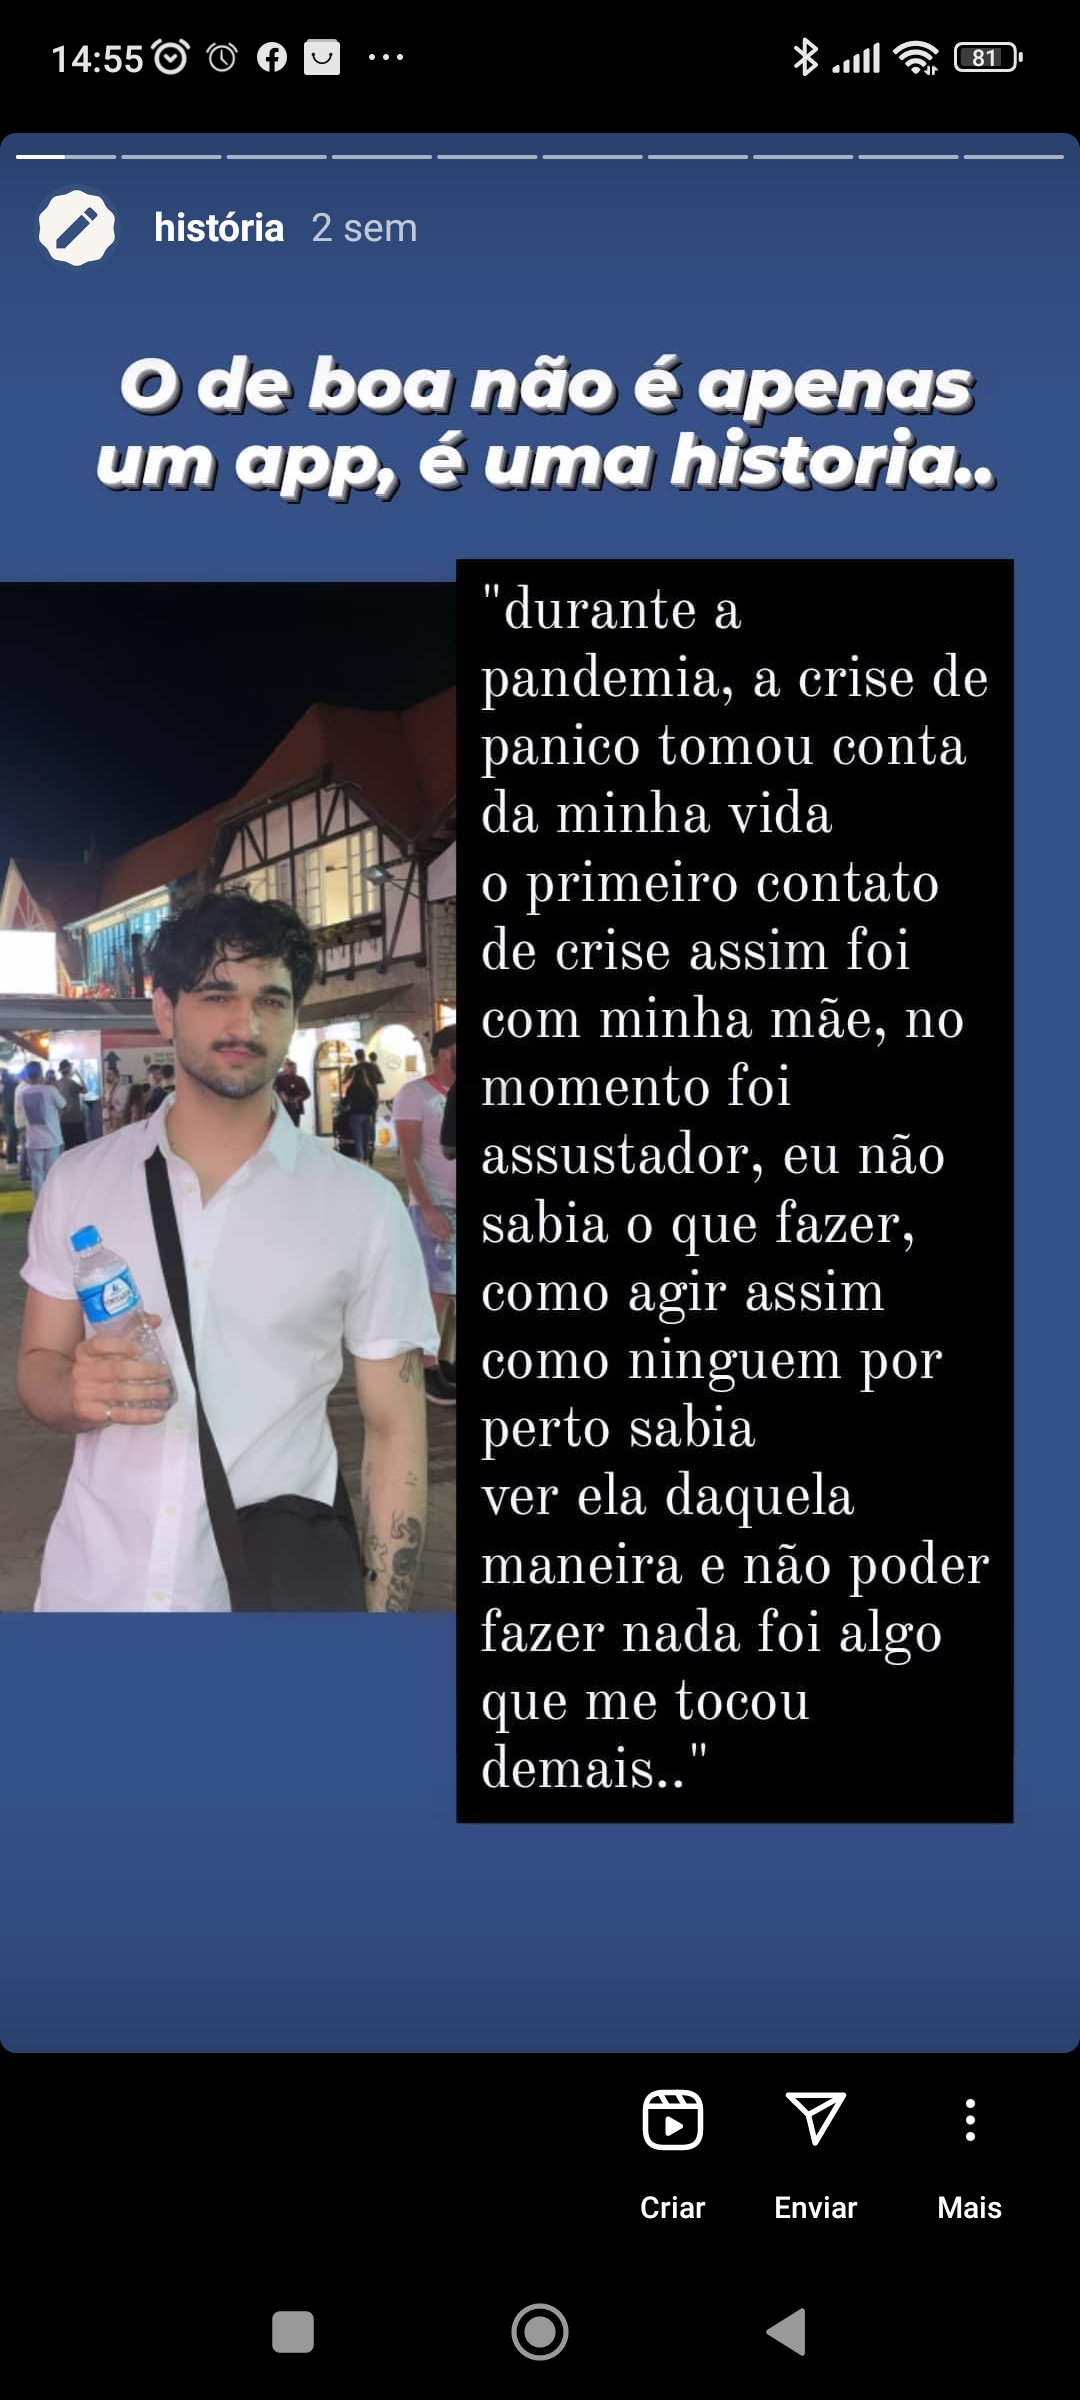 14:55
81
história 2 sem
O de boa não é apenas
um app, é uma historia..
"durante a
pandemia, a crise de
panico tomou conta
da minha vida
o primeiro contato
de crise assim foi
com minha mãe, no
momento foi
assustador, eu não
sabia o que fazer,
como agir assim
como ninguem por
perto sabia
ver ela daquela
maneira e não poder
fazer nada foi algo
que me tocou
demais.."
Criar Enviar Mais